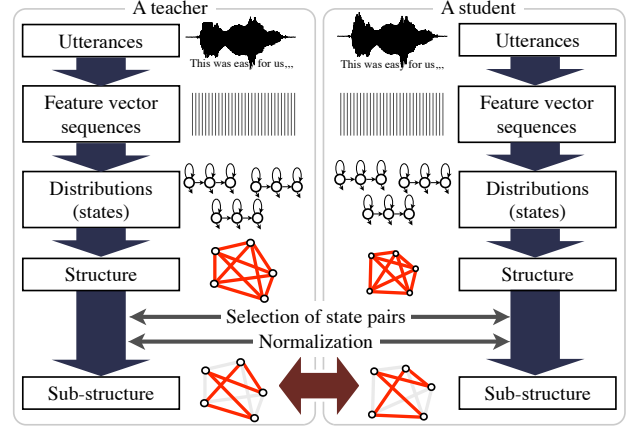 A teacher
A student
Utterances
This was easy for us,,,
This was easy for us,,,
Utterances
Feature vector
sequences
Feature vector
sequences
Distributions
(states)
Distributions
(states)
Structure
Structure
Selection of state pairs
Normalization
Sub-structure
Sub-structure